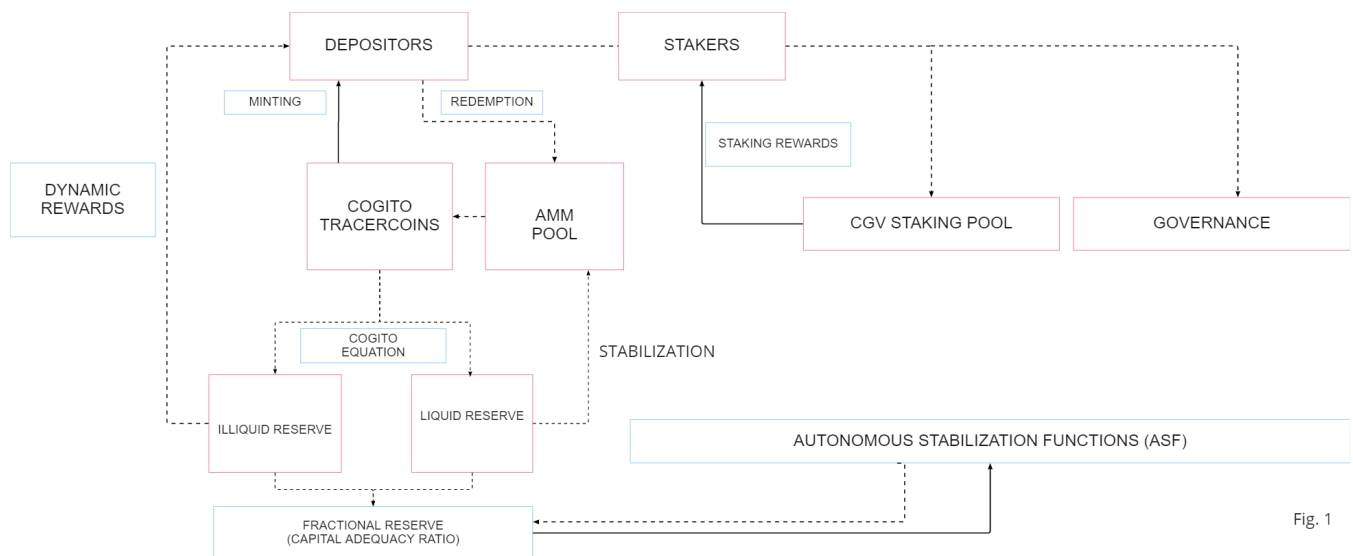 DEPOSITORS
STAKERS
MINTING
REDEMPTION
STAKING REWARDS
DYNAMIC
REWARDS
COGITO
TRACERCOINS
AMM
POOL
CGV STAKING POOL
GOVERNANCE
COGITO
EQUATION
STABILIZATION
ILLIQUID RESERVE
LIQUID RESERVE
AUTONOMOUS STABILIZATION FUNCTIONS (ASF)
FRACTIONAL RESERVE
(CAPITAL ADEQUACY RATIO)
Fig. 1